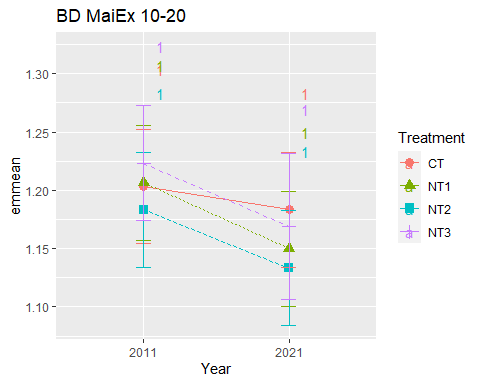 BD MaiEx 10-20
1
1
1
1
1.30
1
1
1
1
1.25
1.20
1.15
1.10
emmean
2011
2021
Year
Treatment
a CT
a NT1
a NT2
a NT3